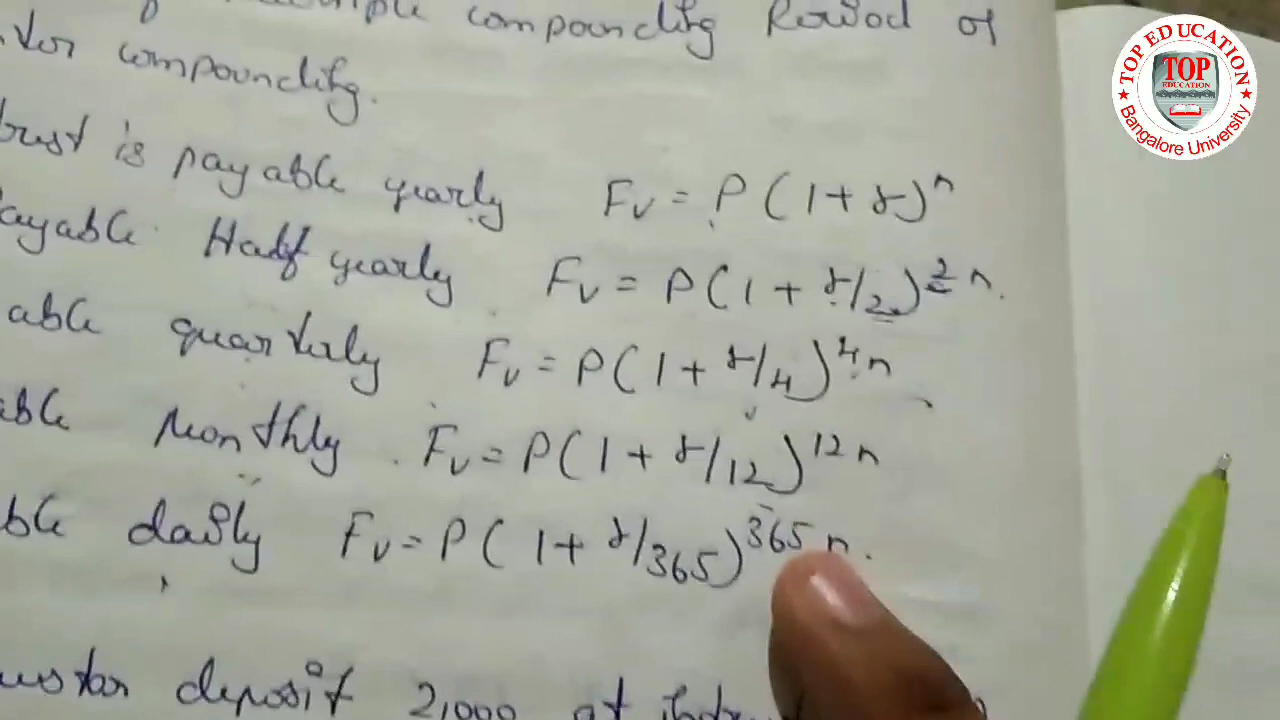 compounding Period of
compounding.
is payable yearly Fv = P(1+r)^n
Half yearly Fv = P(1+r/2)^2n.
quarterly Fv = P(1+r/4)^4n
Monthly Fv = P(1+r/12)^12n
daily Fv = P(1+r/365)^365n.
deposit 2,000 at
TOP EDUCATION
TOP
EDUCATION
Bangalore University